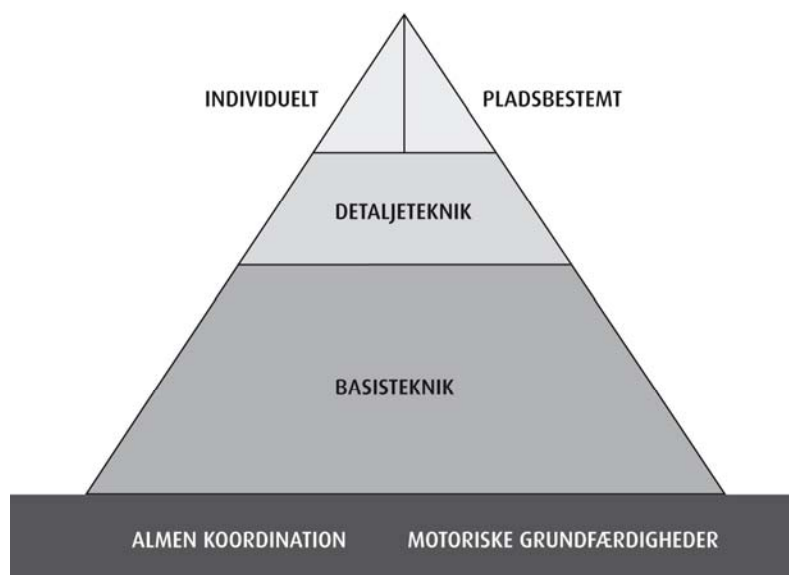 INDIVIDUELT PLADSBESTEMT
DETALJETEKNIK
BASISTEKNIK
ALMEN KOORDINATION MOTORISKE GRUNDFÆRDIGHEDER